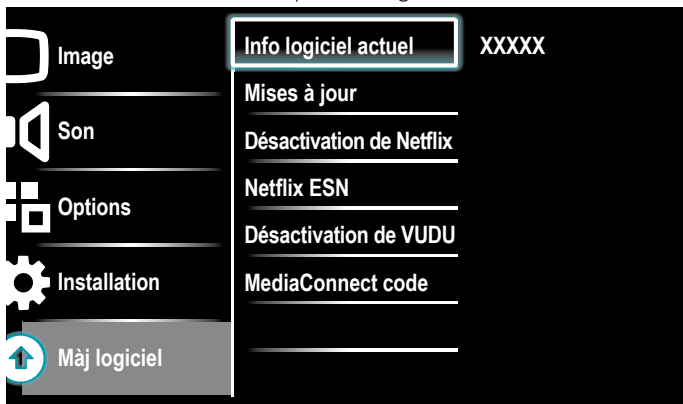 Image
Son
Options
Installation
Màj logiciel
Info logiciel actuel
Mises à jour
Désactivation de Netflix
Netflix ESN
Désactivation de VUDU
MediaConnect code
XXXXX